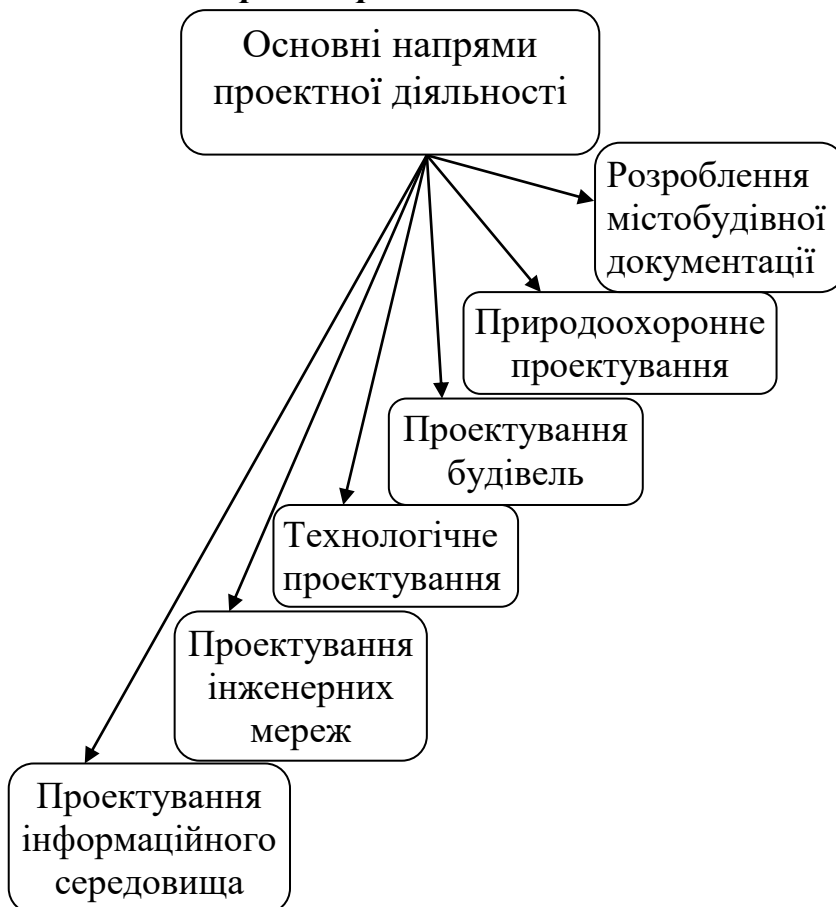 Основні напрями
проектної діяльності
Розроблення
містобудівної
документації
Природоохоронне
проектування
Проектування
будівель
Технологічне
проектування
Проектування
інженерних
мереж
Проектування
інформаційного
середовища